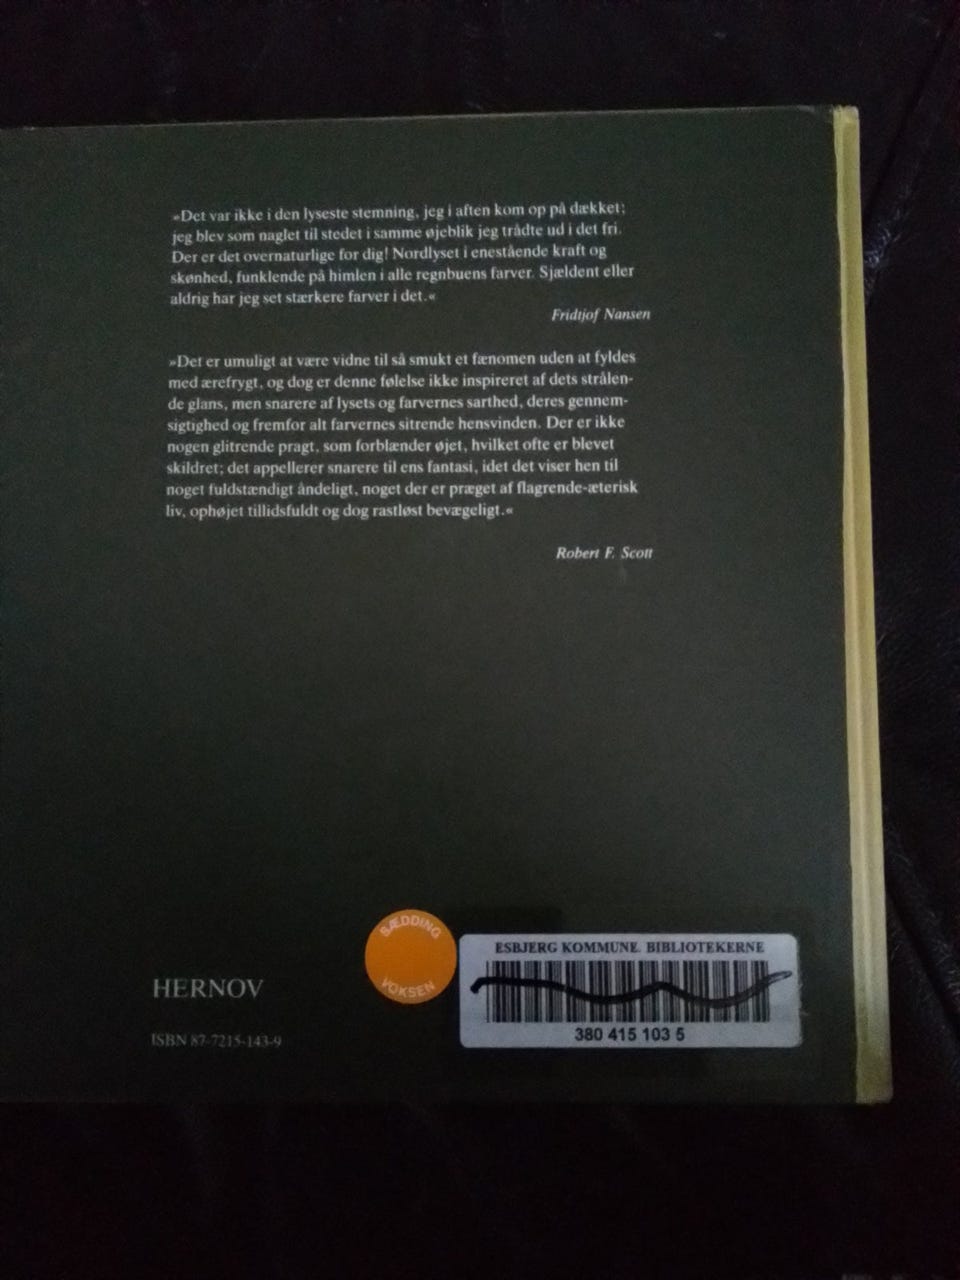 »Det var ikke i den lyseste stemning, jeg i aften kom op på dækket;
jeg blev som naglet til stedet i samme øjeblik jeg trådte ud i det fri.
Der er det overnaturlige for dig! Nordlyset i enestående kraft og
skønhed, funklende på himlen i alle regnbuens farver. Sjældent eller
aldrig har jeg set stærkere farver i det.«
Fridtjof Nansen
»Det er umuligt at være vidne til så smukt et fænomen uden at fyldes
med ærefrygt, og dog er denne følelse ikke inspireret af dets strålen-
de glans, men snarere af lysets og farvernes sarthed, deres gennem-
sigtighed og fremfor alt farvernes sitrende hensvinden. Der er ikke
nogen glitrende pragt, som forblænder øjet, hvilket ofte er blevet
skildret; det appellerer snarere til ens fantasi, idet det viser hen til
noget fuldstændigt åndeligt, noget der er præget af flagrende-æterisk
liv, ophøjet tillidsfuldt og dog rastløst bevægeligt.«
Robert F. Scott
SÆDDING
VOKSEN
ESBJERG KOMMUNE. BIBLIOTEKERNE
380 415 103 5
HERNOV
ISBN 87-7215-143-9